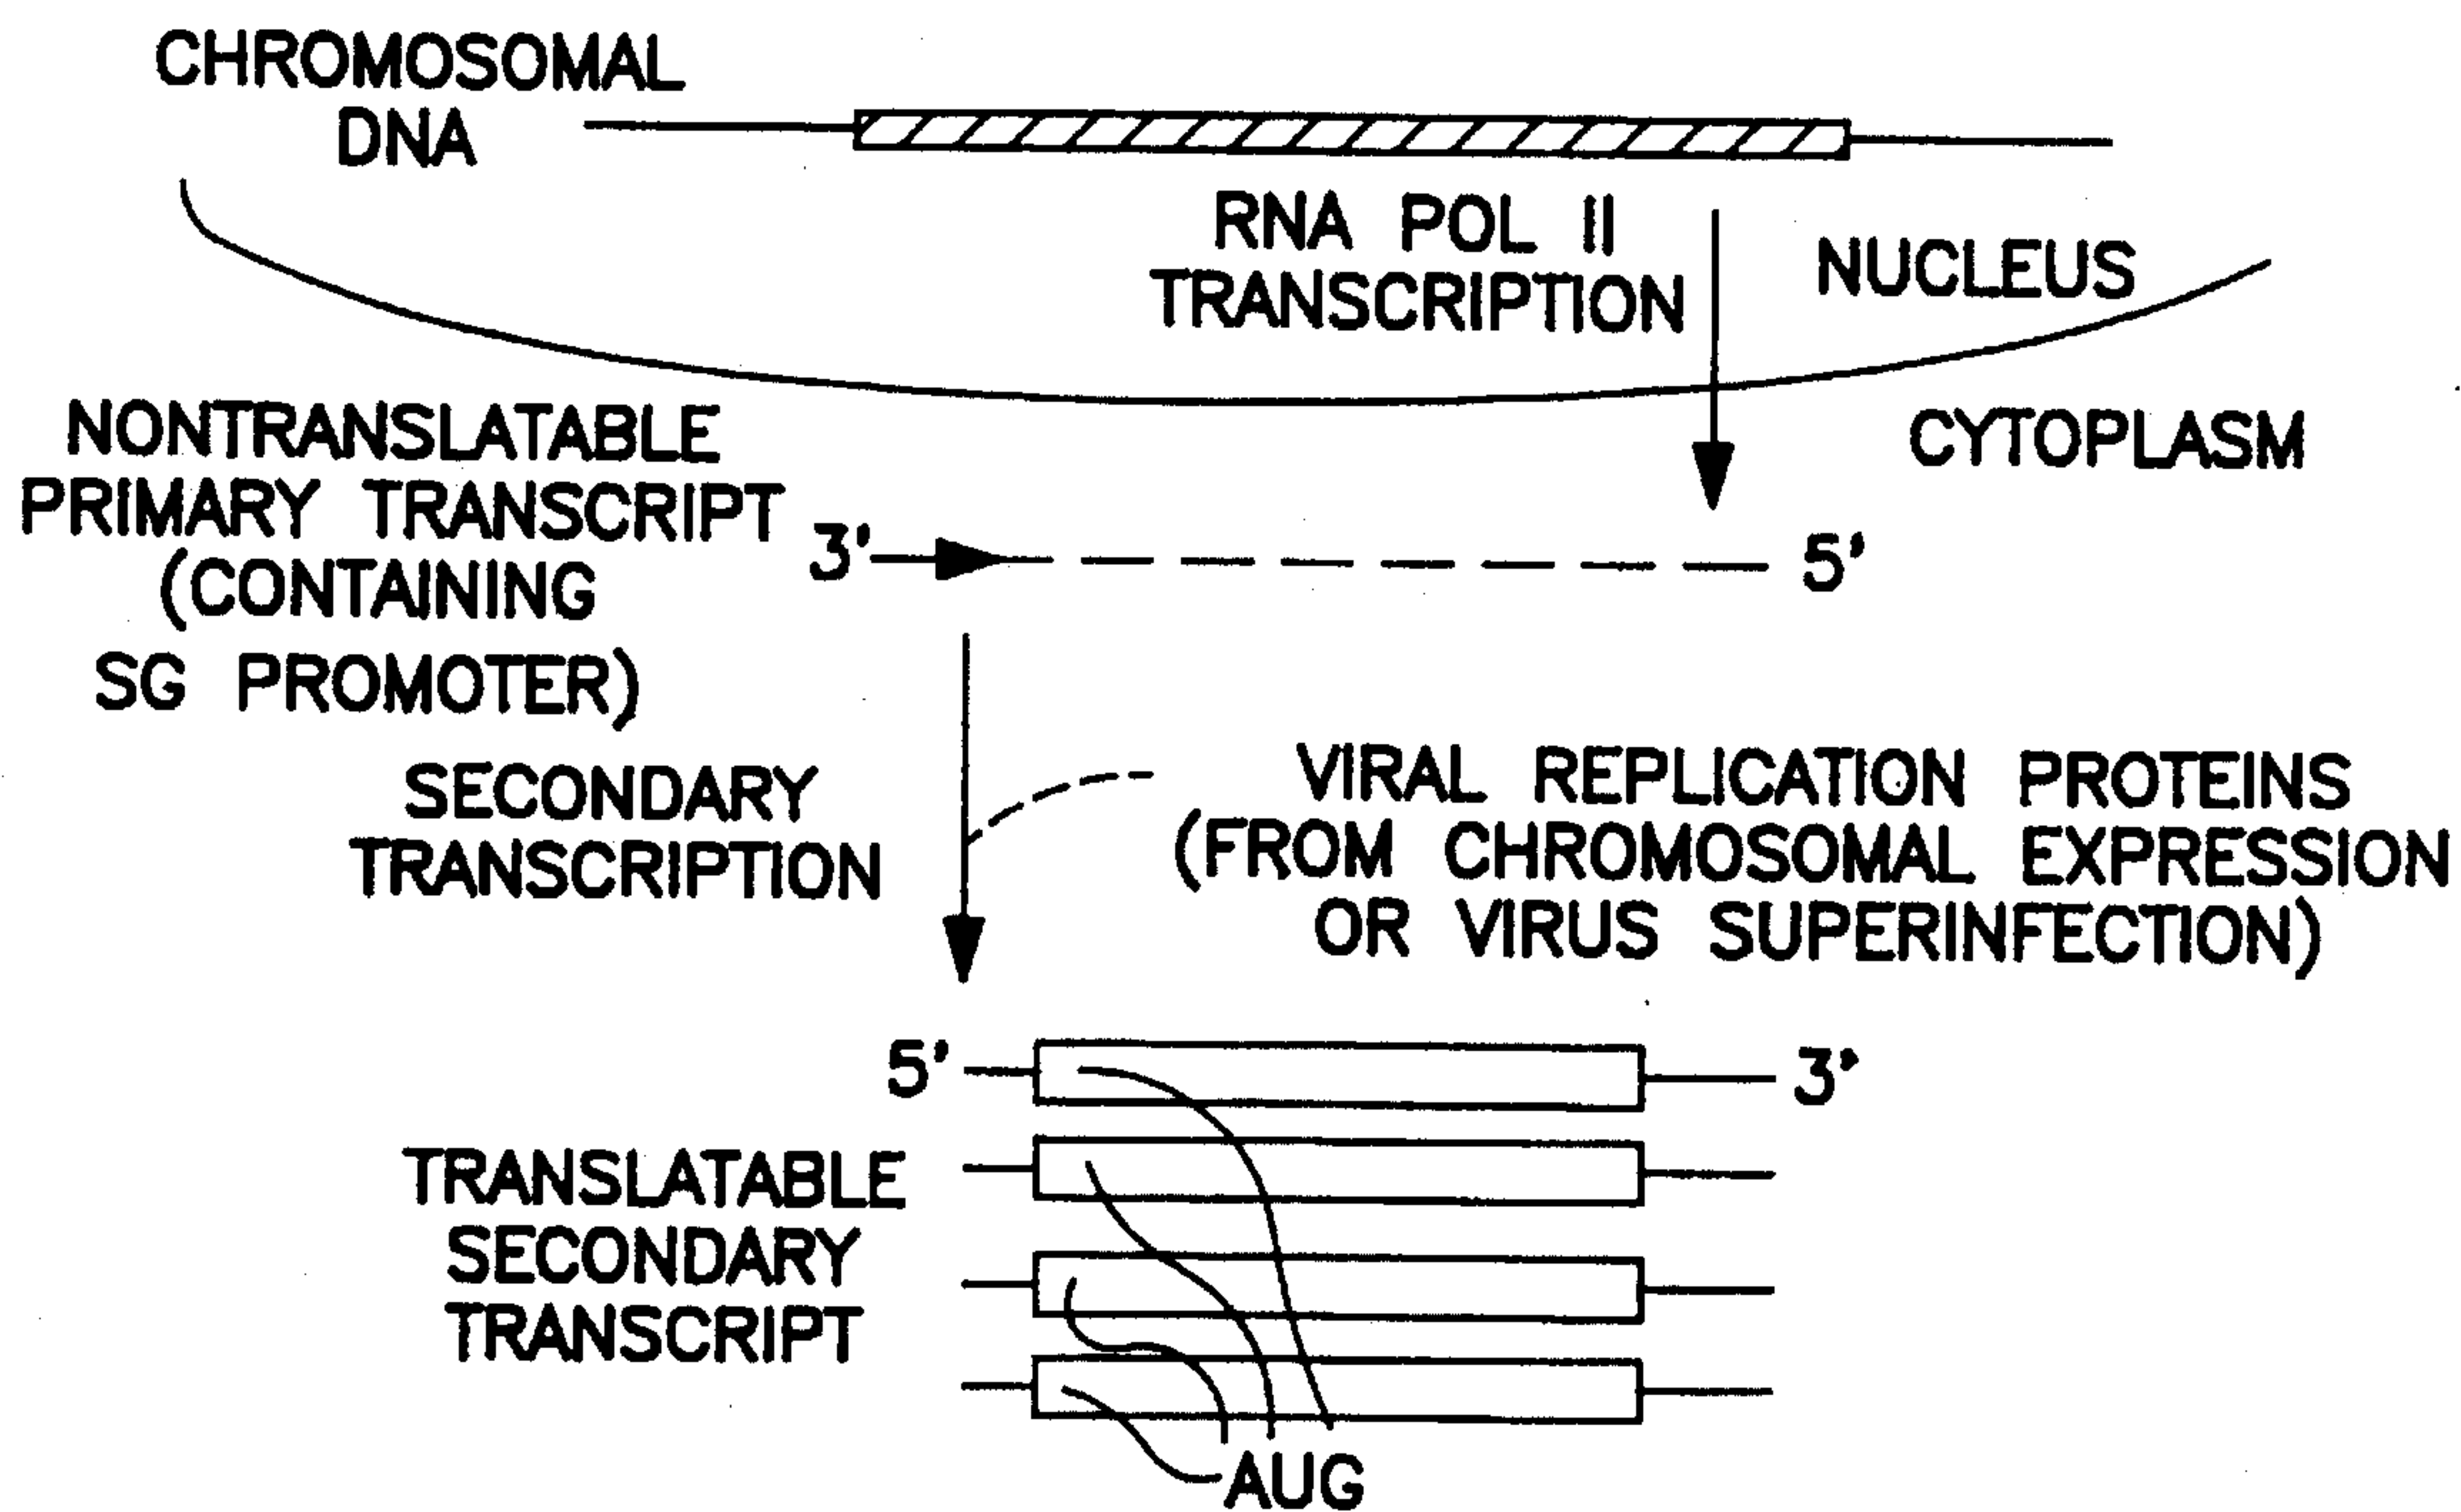 CHROMOSOMAL
DNA
RNA POL II
TRANSCRIPTION
NUCLEUS
CYTOPLASM
NONTRANSLATABLE
PRIMARY TRANSCRIPT
(CONTAINING
SG PROMOTER)
3'
5'
SECONDARY
TRANSCRIPTION
VIRAL REPLICATION PROTEINS
(FROM CHROMOSOMAL EXPRESSION
OR VIRUS SUPERINFECTION)
5'
3'
TRANSLATABLE
SECONDARY
TRANSCRIPT
AUG